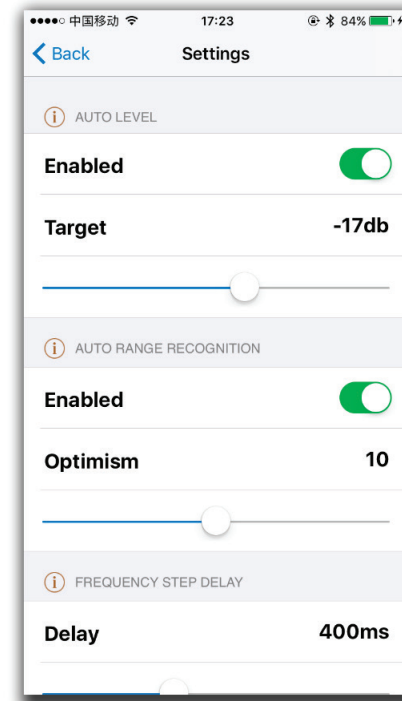 中国移动 17:23 84%
Back Settings
AUTO LEVEL
Enabled
Target -17db
AUTO RANGE RECOGNITION
Enabled
Optimism 10
FREQUENCY STEP DELAY
Delay 400ms